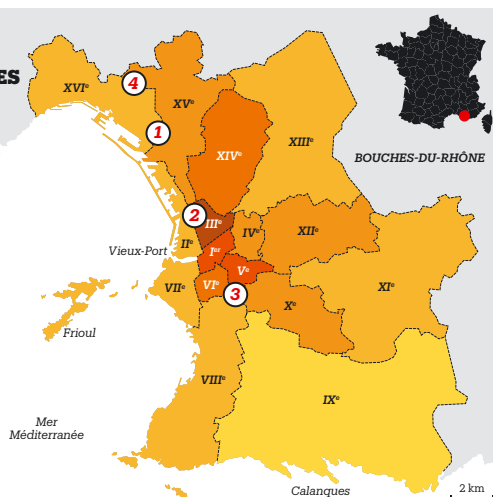 ES
XVIᵉ
4
XVᵉ
1
XIVᵉ
XIIIᵉ
BOUCHES-DU-RHÔNE
2
IIIᵉ
IIᵉ
IVᵉ
XIIᵉ
Vieux-Port
Iᵉʳ
Vᵉ
VIIᵉ
VIᵉ
3
Xᵉ
XIᵉ
Frioul
VIIIᵉ
IXᵉ
Mer
Méditerranée
Calanques
2 km